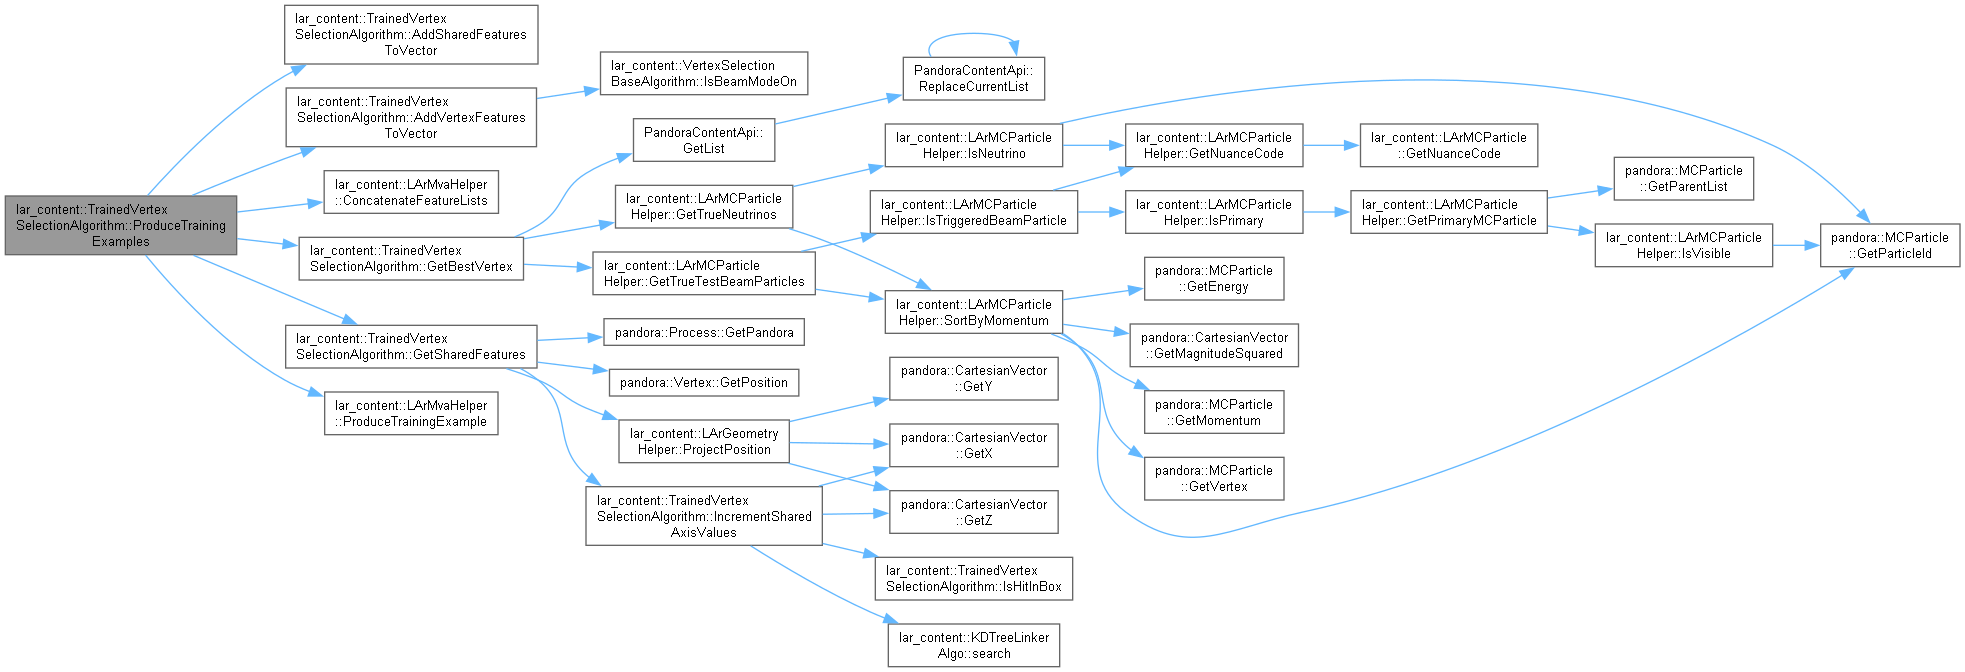 lar_content::TrainedVertex
SelectionAlgorithm::ProduceTraining
Examples
lar_content::TrainedVertex
SelectionAlgorithm::AddSharedFeatures
ToVector
lar_content::TrainedVertex
SelectionAlgorithm::AddVertexFeatures
ToVector
lar_content::LArMvaHelper
::ConcatenateFeatureLists
lar_content::TrainedVertex
SelectionAlgorithm::GetBestVertex
lar_content::TrainedVertex
SelectionAlgorithm::GetSharedFeatures
lar_content::LArMvaHelper
::ProduceTrainingExample
lar_content::VertexSelection
BaseAlgorithm::IsBeamModeOn
PandoraContentApi::
GetList
lar_content::LArMCParticle
Helper::GetTrueNeutrinos
lar_content::LArMCParticle
Helper::GetTrueTestBeamParticles
pandora::Process::GetPandora
pandora::Vertex::GetPosition
lar_content::LArGeometry
Helper::ProjectPosition
lar_content::TrainedVertex
SelectionAlgorithm::IncrementShared
AxisValues
PandoraContentApi::
ReplaceCurrentList
lar_content::LArMCParticle
Helper::IsNeutrino
lar_content::LArMCParticle
Helper::IsTriggeredBeamParticle
lar_content::LArMCParticle
Helper::SortByMomentum
pandora::CartesianVector
::GetY
pandora::CartesianVector
::GetX
pandora::CartesianVector
::GetZ
lar_content::TrainedVertex
SelectionAlgorithm::IsHitInBox
lar_content::KDTreeLinker
Algo::search
lar_content::LArMCParticle
Helper::GetNuanceCode
lar_content::LArMCParticle
Helper::IsPrimary
pandora::MCParticle
::GetEnergy
pandora::CartesianVector
::GetMagnitudeSquared
pandora::MCParticle
::GetMomentum
pandora::MCParticle
::GetVertex
lar_content::LArMCParticle
::GetNuanceCode
lar_content::LArMCParticle
Helper::GetPrimaryMCParticle
pandora::MCParticle
::GetParentList
lar_content::LArMCParticle
Helper::IsVisible
pandora::MCParticle
::GetParticleId